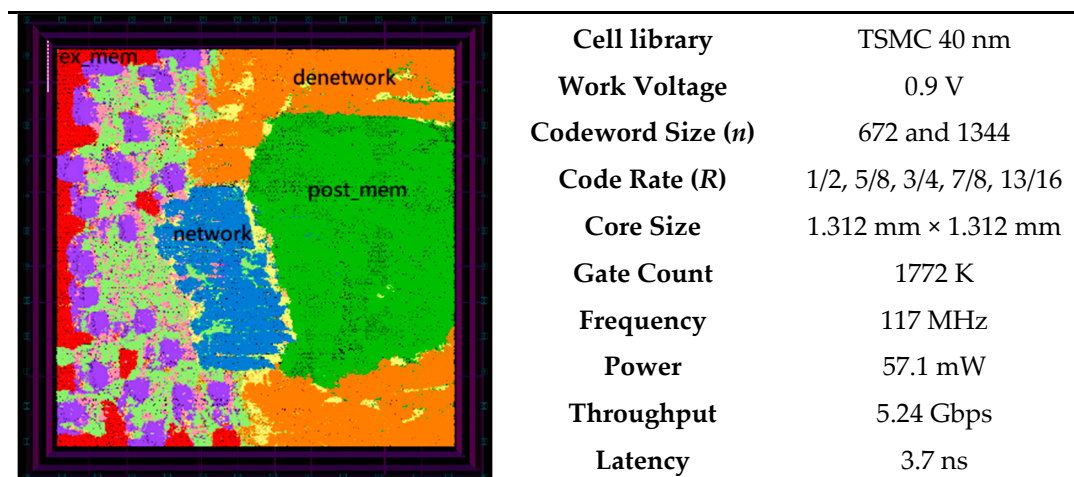 ex_mem
denetwork
post_mem
network
Cell library TSMC 40 nm
Work Voltage 0.9 V
Codeword Size (n) 672 and 1344
Code Rate (R) 1/2, 5/8, 3/4, 7/8, 13/16
Core Size 1.312 mm × 1.312 mm
Gate Count 1772 K
Frequency 117 MHz
Power 57.1 mW
Throughput 5.24 Gbps
Latency 3.7 ns